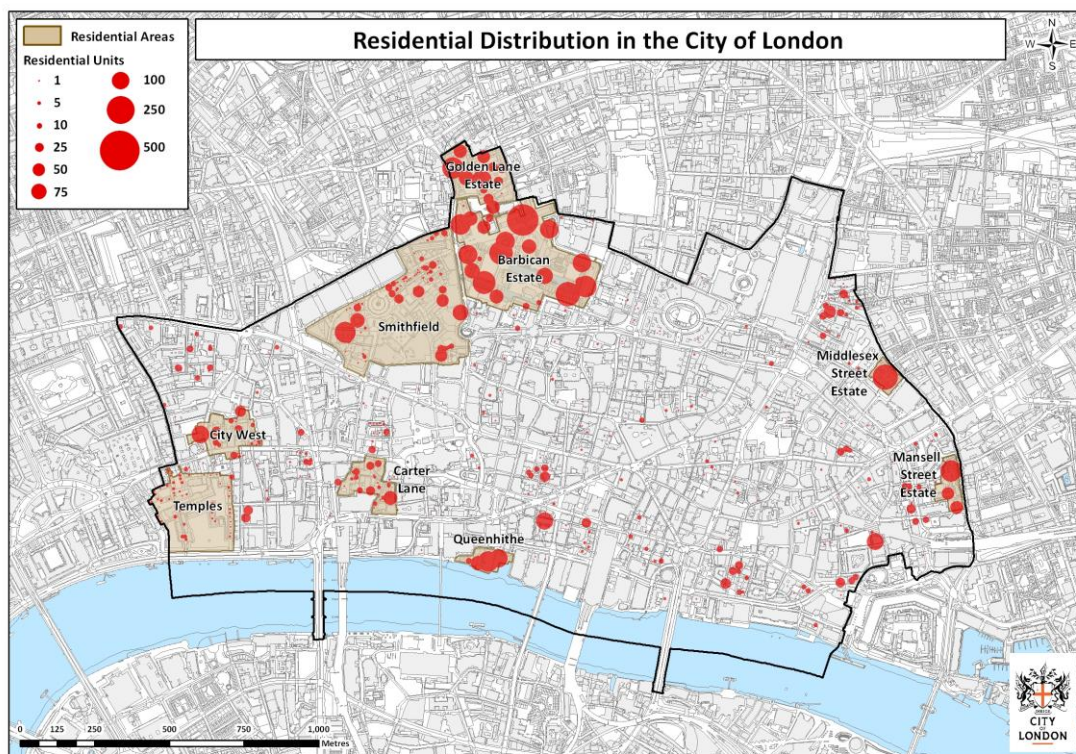 Residential Distribution in the City of London
Residential Areas
Residential Units
1
5
10
25
50
75
100
250
500
N
W E
S
Golden Lane
Estate
Barbican
Estate
Smithfield
Middlesex
Street
Estate
City West
Carter
Lane
Mansell
Street
Estate
Temples
Queenhithe
0 125 250 500 750 1,000
Metres
CITY
LONDON